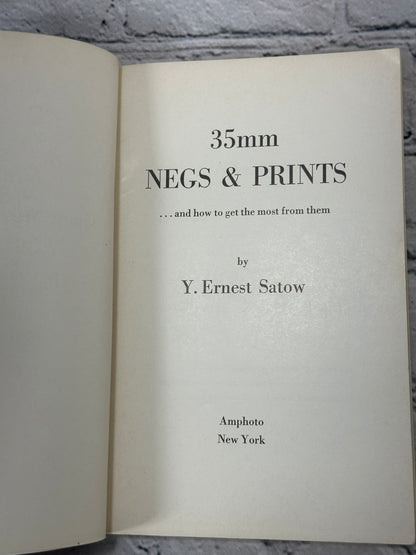 35mm
NEGS & PRINTS
...and how to get the most from them
by
Y. Ernest Satow
Amphoto
New York